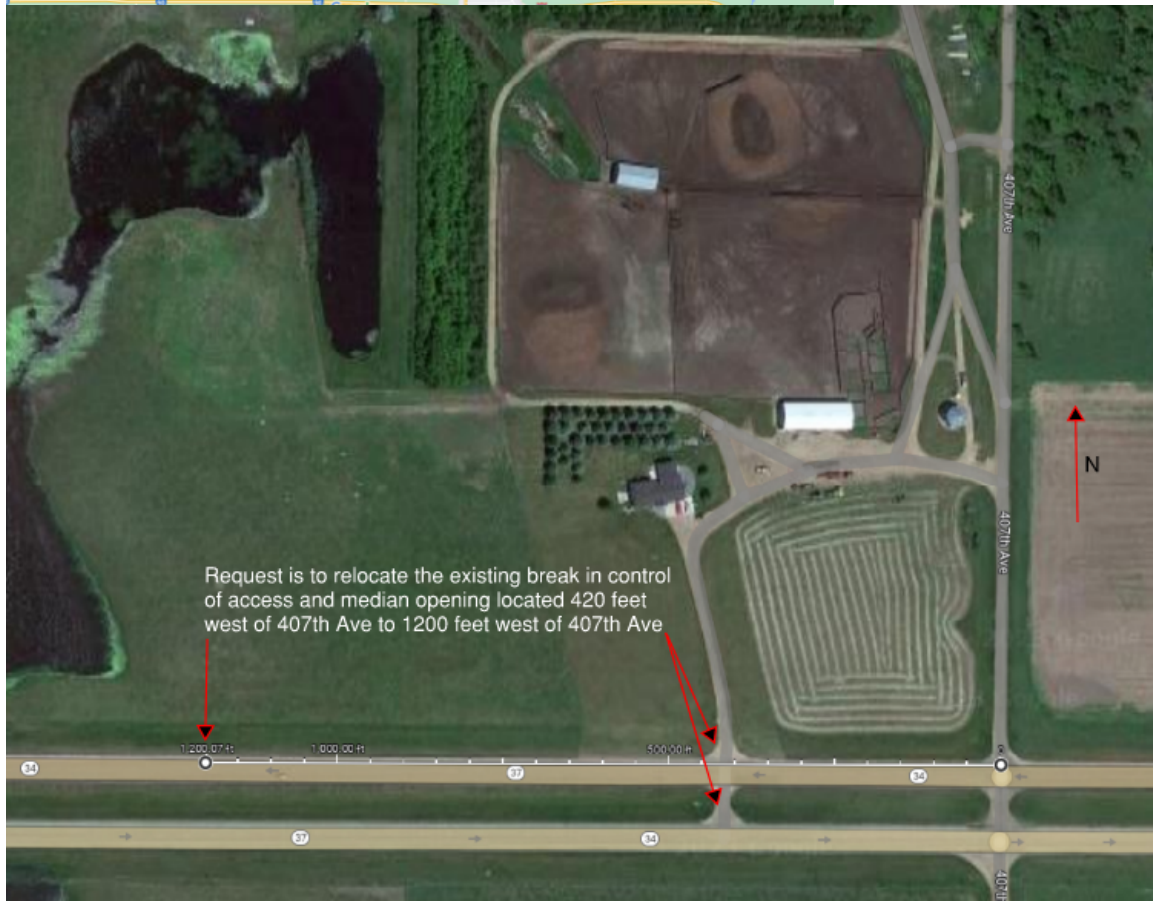 407th Ave
N
407th Ave
Request is to relocate the existing break in control
of access and median opening located 420 feet
west of 407th Ave to 1200 feet west of 407th Ave
1,200.07 ft
1,000.00 ft
500.00 ft
0
34
37
34
37
34
407th